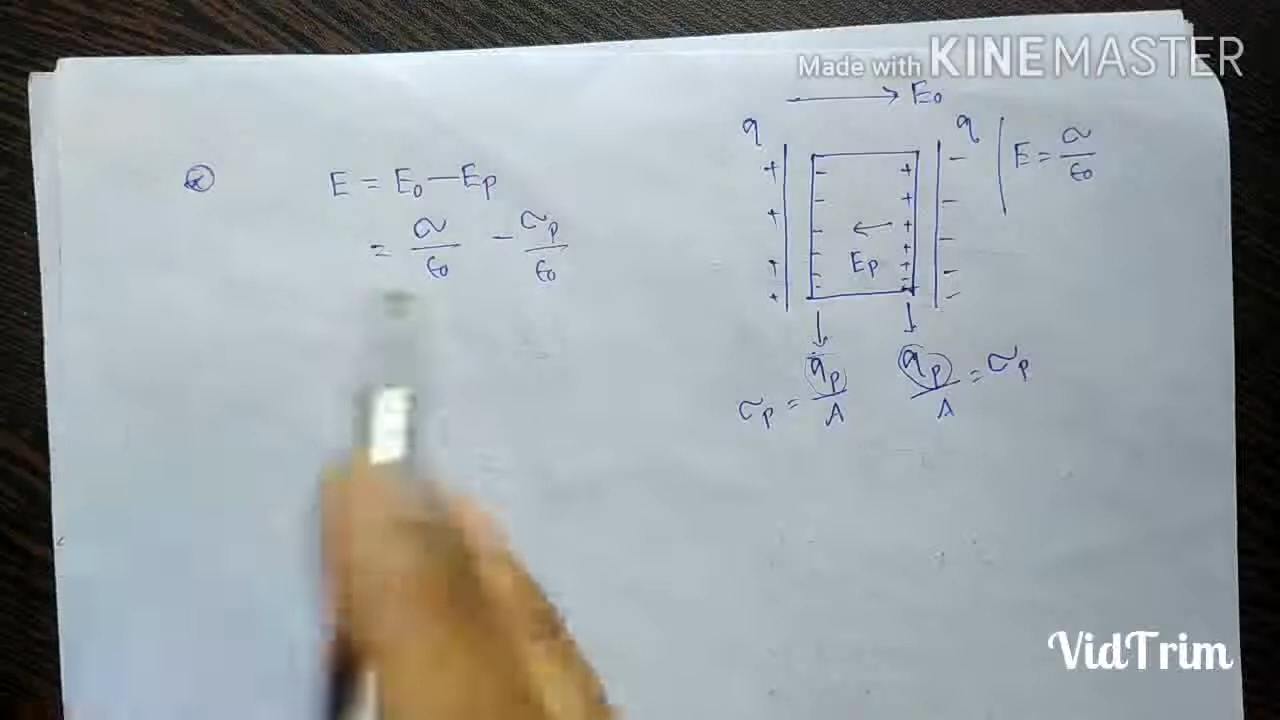 Made with KINEMASTER
→ E₀
q q
E = σ/ε₀
E = E₀ — Eₚ
= σ/ε₀ - σₚ/ε₀
+ - + -
← Eₚ
σₚ = qₚ/A qₚ/A = σₚ
VidTrim